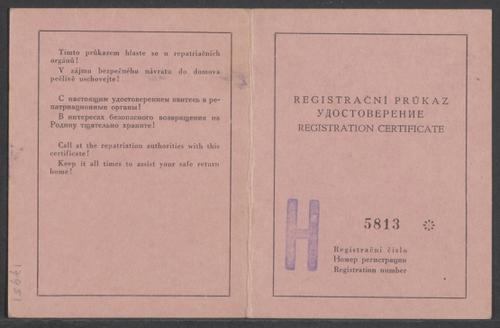 Tímto průkazem hlaste se u repatriačních
orgánů!
V zájmu bezpečného návratu do domova
pečlivě uschovejte!
С настоящим удостоверением явитесь в ре-
патриационные органы!
В интересах безопасного возвращения на
Родину тщательно храните!
Call at the repatriation authorities with this
certificate!
Keep it all times to assist your safe return
home!
REGISTRAČNÍ PRŮKAZ
УДОСТОВЕРЕНИЕ
REGISTRATION CERTIFICATE
H
5813
Registrační číslo
Номер регистрации
Registration number